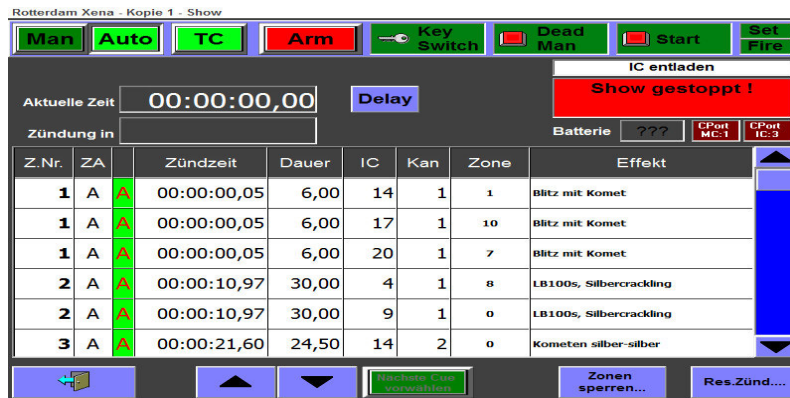 Rotterdam Xena - Kopie 1 - Show
Man Auto TC Arm Key Switch Dead Man Start Set Fire
IC entladen
Show gestoppt !
Aktuelle Zeit 00:00:00,00 Delay
Zündung in Batterie ??? CPort MC:1 CPort IC:3
Z.Nr. ZA Zündzeit Dauer IC Kan Zone Effekt
1 A A 00:00:00,05 6,00 14 1 1 Blitz mit Komet
1 A A 00:00:00,05 6,00 17 1 10 Blitz mit Komet
1 A A 00:00:00,05 6,00 20 1 7 Blitz mit Komet
2 A A 00:00:10,97 30,00 4 1 8 LB100s, Silbercrackling
2 A A 00:00:10,97 30,00 9 1 0 LB100s, Silbercrackling
3 A A 00:00:21,60 24,50 14 2 0 Kometen silber-silber
Nächste Cue vorwählen Zonen sperren... Res.Zünd....